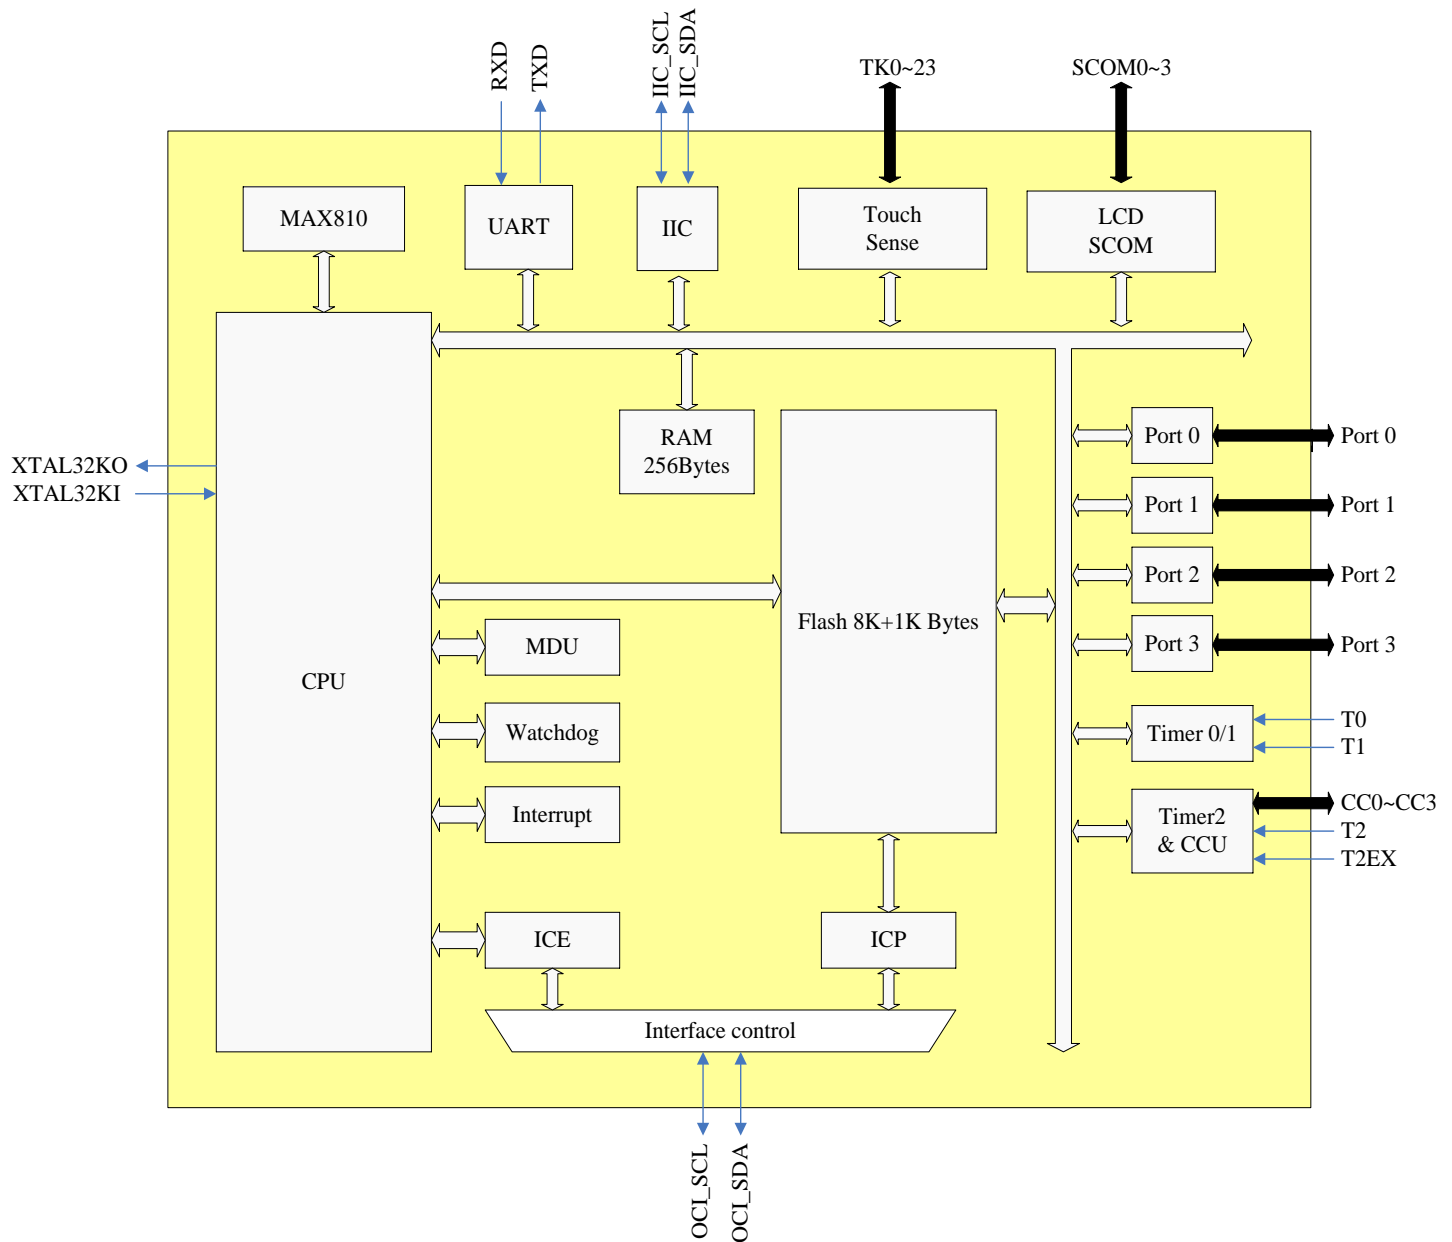 RXD
TXD
IIC_SCL
IIC_SDA
TK0~23
SCOM0~3
MAX810
UART
IIC
Touch
Sense
LCD
SCOM
XTAL32KO
XTAL32KI
CPU
RAM
256Bytes
Flash 8K+1K Bytes
MDU
Watchdog
Interrupt
ICE
ICP
Interface control
Port 0
Port 0
Port 1
Port 1
Port 2
Port 2
Port 3
Port 3
Timer 0/1
T0
T1
Timer2
& CCU
CC0~CC3
T2
T2EX
OCI_SCL
OCI_SDA